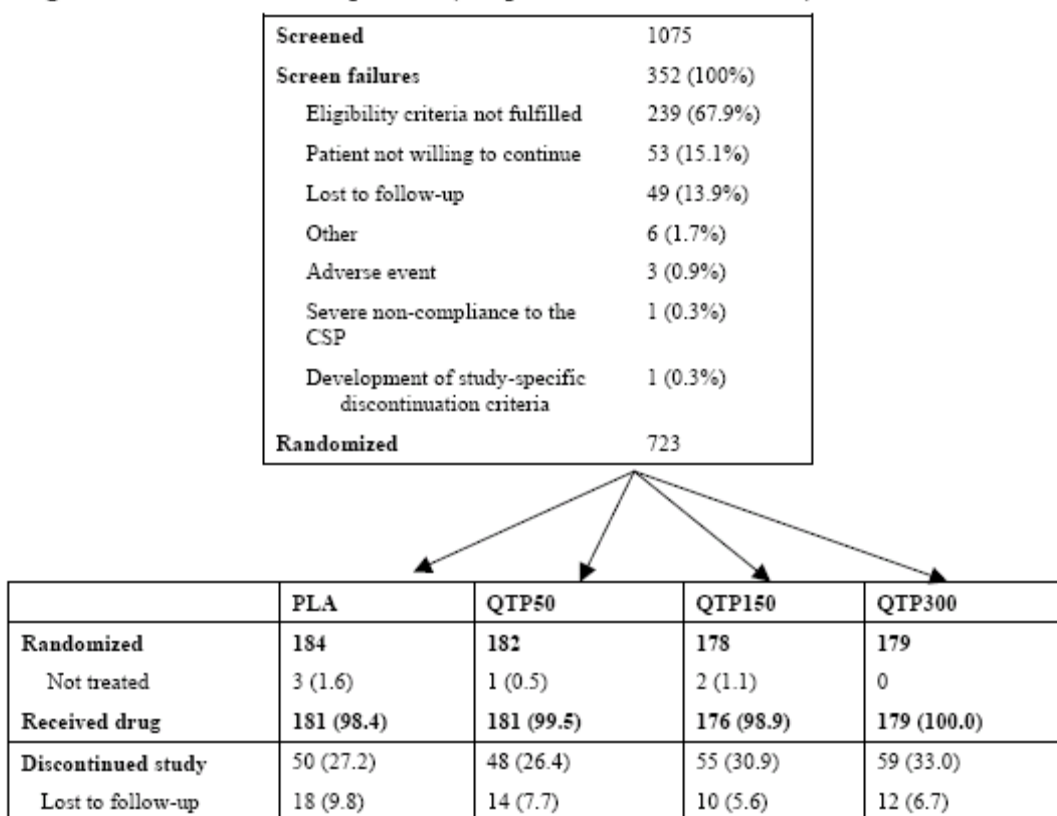 Screened 1075
Screen failures 352 (100%)
Eligibility criteria not fulfilled 239 (67.9%)
Patient not willing to continue 53 (15.1%)
Lost to follow-up 49 (13.9%)
Other 6 (1.7%)
Adverse event 3 (0.9%)
Severe non-compliance to the 1 (0.3%)
CSP
Development of study-specific 1 (0.3%)
discontinuation criteria
Randomized 723
PLA QTP50 QTP150 QTP300
Randomized 184 182 178 179
Not treated 3 (1.6) 1 (0.5) 2 (1.1) 0
Received drug 181 (98.4) 181 (99.5) 176 (98.9) 179 (100.0)
Discontinued study 50 (27.2) 48 (26.4) 55 (30.9) 59 (33.0)
Lost to follow-up 18 (9.8) 14 (7.7) 10 (5.6) 12 (6.7)